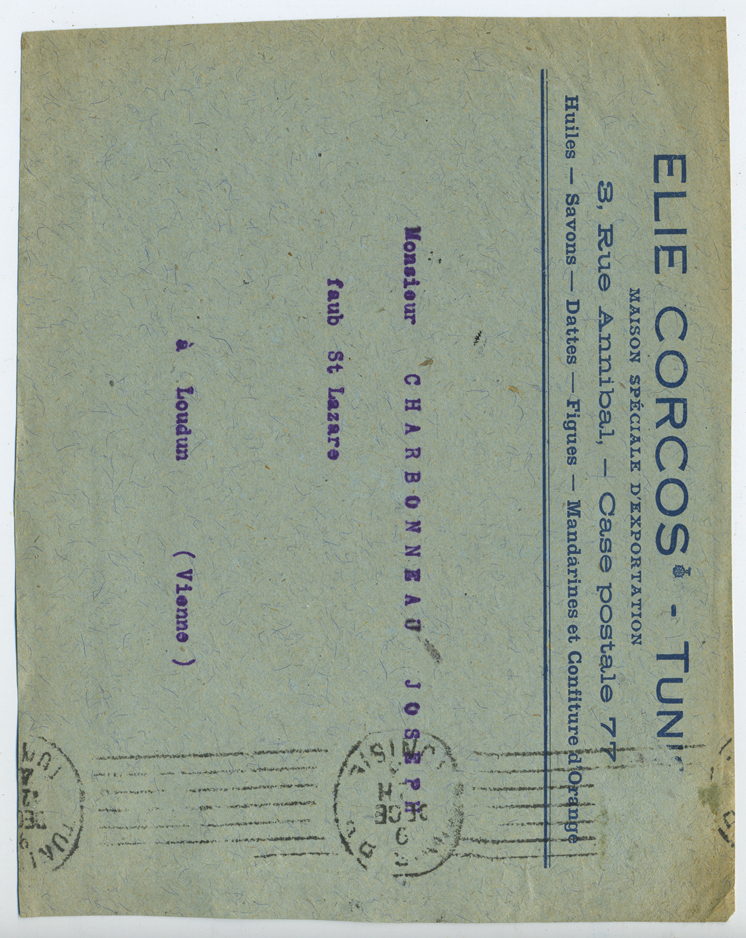 ELIE CORCOS - TUNIS
MAISON SPÉCIALE D'EXPORTATION
3, Rue Annibal, — Case postale 77
Huiles — Savons — Dattes — Figues — Mandarines et Confiture d'Orange
Monsieur CHARBONNEAU JOSEPH
faub St Lazare
à Loudun (Vienne)